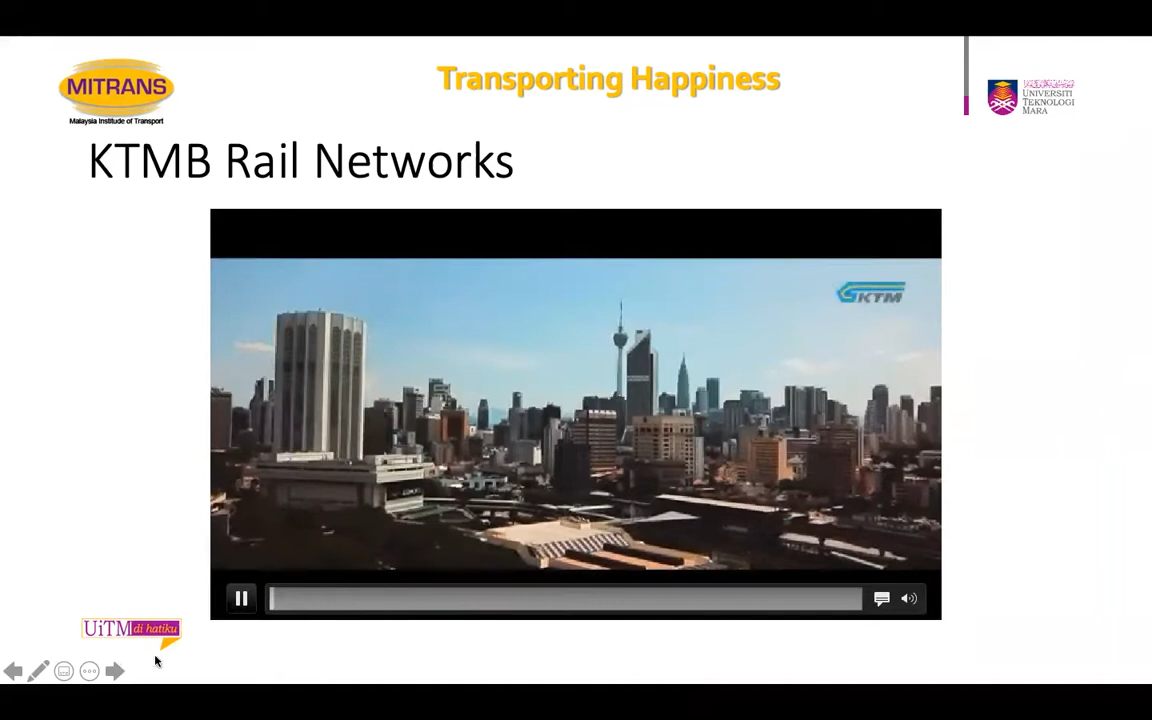 MITRANS
Malaysia Institute of Transport
Transporting Happiness
UNIVERSITI
TEKNOLOGI
MARA
KTMB Rail Networks
KTM
UiTM di hatiku